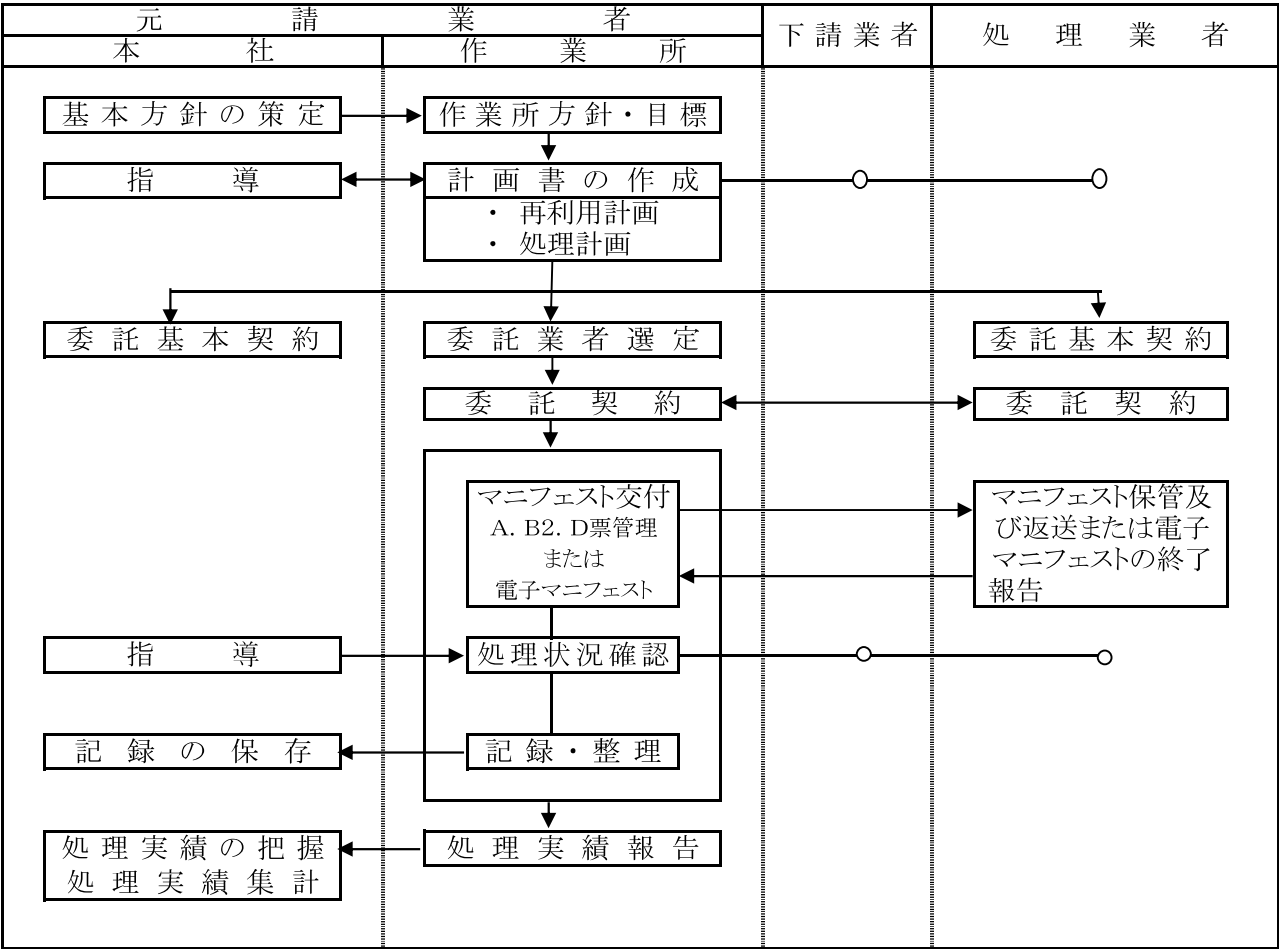 元請業者
下請業者
処理業者
本社
作業所
基本方針の策定
作業所方針・目標
指導
計画書の作成
・ 再利用計画
・ 処理計画
委託基本契約
委託業者選定
委託基本契約
委託契約
委託契約
マニフェスト交付
A. B2. D票管理
または
電子マニフェスト
マニフェスト保管及
び返送または電子
マニフェストの終了
報告
指導
処理状況確認
記録の保存
記録・整理
処理実績の把握
処理実績集計
処理実績報告